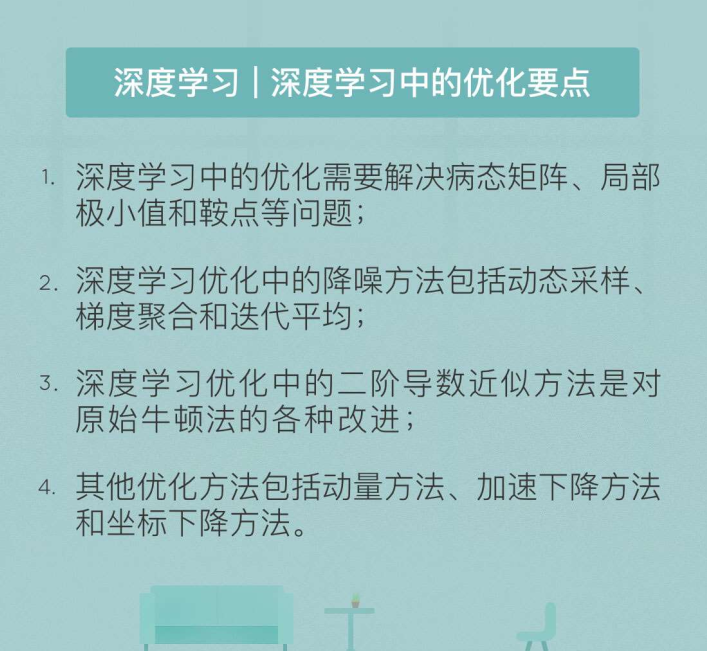 深度学习 | 深度学习中的优化要点
1. 深度学习中的优化需要解决病态矩阵、局部
极小值和鞍点等问题；
2. 深度学习优化中的降噪方法包括动态采样、
梯度聚合和迭代平均；
3. 深度学习优化中的二阶导数近似方法是对
原始牛顿法的各种改进；
4. 其他优化方法包括动量方法、加速下降方法
和坐标下降方法。